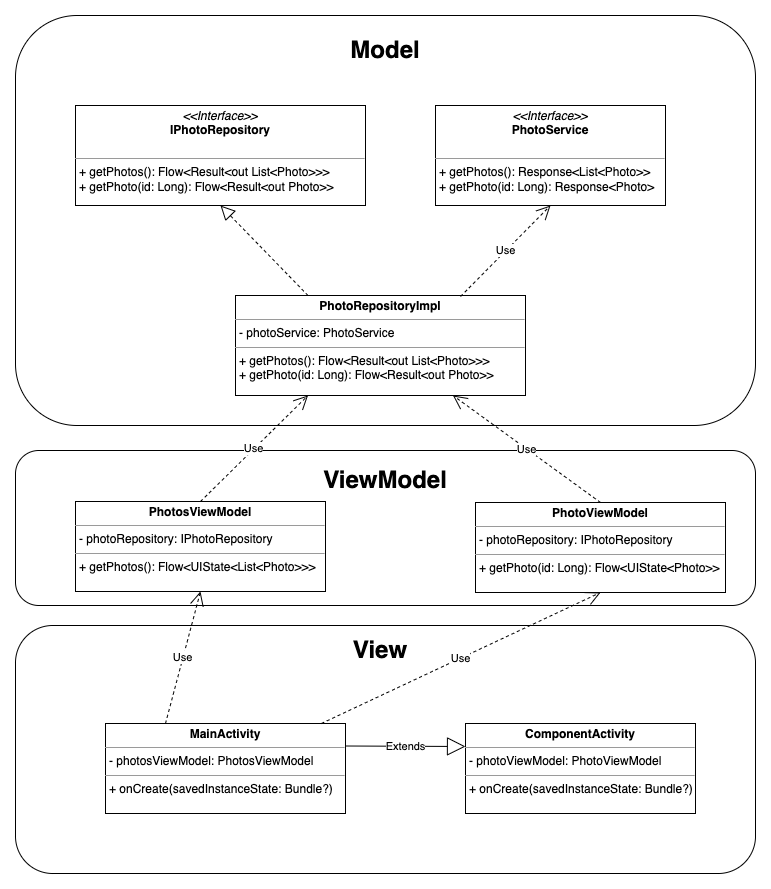 Model
<<Interface>>
IPhotoRepository
+ getPhotos(): Flow<Result<out List<Photo>>>
+ getPhoto(id: Long): Flow<Result<out Photo>>
<<Interface>>
PhotoService
+ getPhotos(): Response<List<Photo>>
+ getPhoto(id: Long): Response<Photo>
Use
PhotoRepositoryImpl
- photoService: PhotoService
+ getPhotos(): Flow<Result<out List<Photo>>>
+ getPhoto(id: Long): Flow<Result<out Photo>>
Use
Use
ViewModel
PhotosViewModel
- photoRepository: IPhotoRepository
+ getPhotos(): Flow<UIState<List<Photo>>>
PhotoViewModel
- photoRepository: IPhotoRepository
+ getPhoto(id: Long): Flow<UIState<Photo>>
View
Use
Use
MainActivity
- photosViewModel: PhotosViewModel
+ onCreate(savedInstanceState: Bundle?)
Extends
ComponentActivity
- photoViewModel: PhotoViewModel
+ onCreate(savedInstanceState: Bundle?)